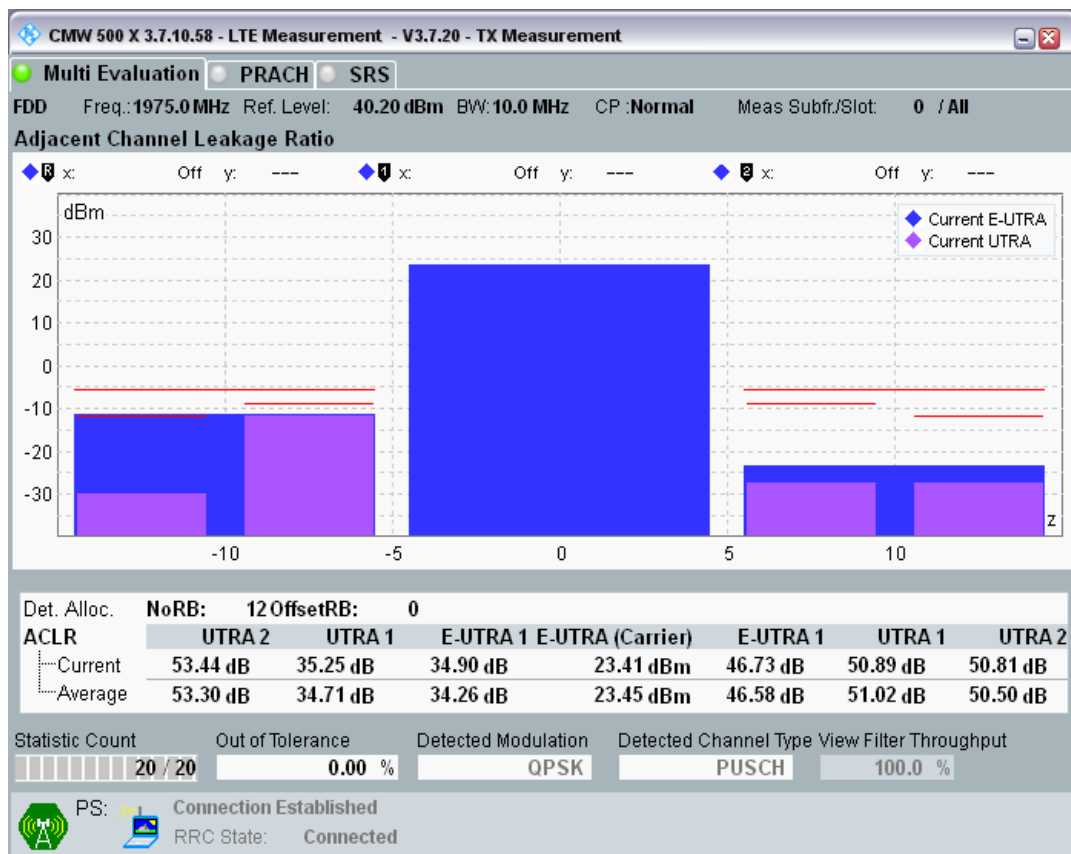 CMW 500 X 3.7.10.58 - LTE Measurement - V3.7.20 - TX Measurement
Multi Evaluation PRACH SRS
FDD Freq.: 1975.0 MHz Ref. Level: 40.20 dBm BW: 10.0 MHz CP : Normal Meas Subfr./Slot: 0 / All
Adjacent Channel Leakage Ratio
R x: Off y: --- 1 x: Off y: --- 2 x: Off y: ---
dBm
Current E-UTRA
Current UTRA
30
20
10
0
-10
-20
-30
z
-10 -5 0 5 10
Det. Alloc. NoRB: 12 OffsetRB: 0
ACLR UTRA 2 UTRA 1 E-UTRA 1 E-UTRA (Carrier) E-UTRA 1 UTRA 1 UTRA 2
Current 53.44 dB 35.25 dB 34.90 dB 23.41 dBm 46.73 dB 50.89 dB 50.81 dB
Average 53.30 dB 34.71 dB 34.26 dB 23.45 dBm 46.58 dB 51.02 dB 50.50 dB
Statistic Count Out of Tolerance Detected Modulation Detected Channel Type View Filter Throughput
20 / 20 0.00 % QPSK PUSCH 100.0 %
PS: Connection Established
RRC State: Connected